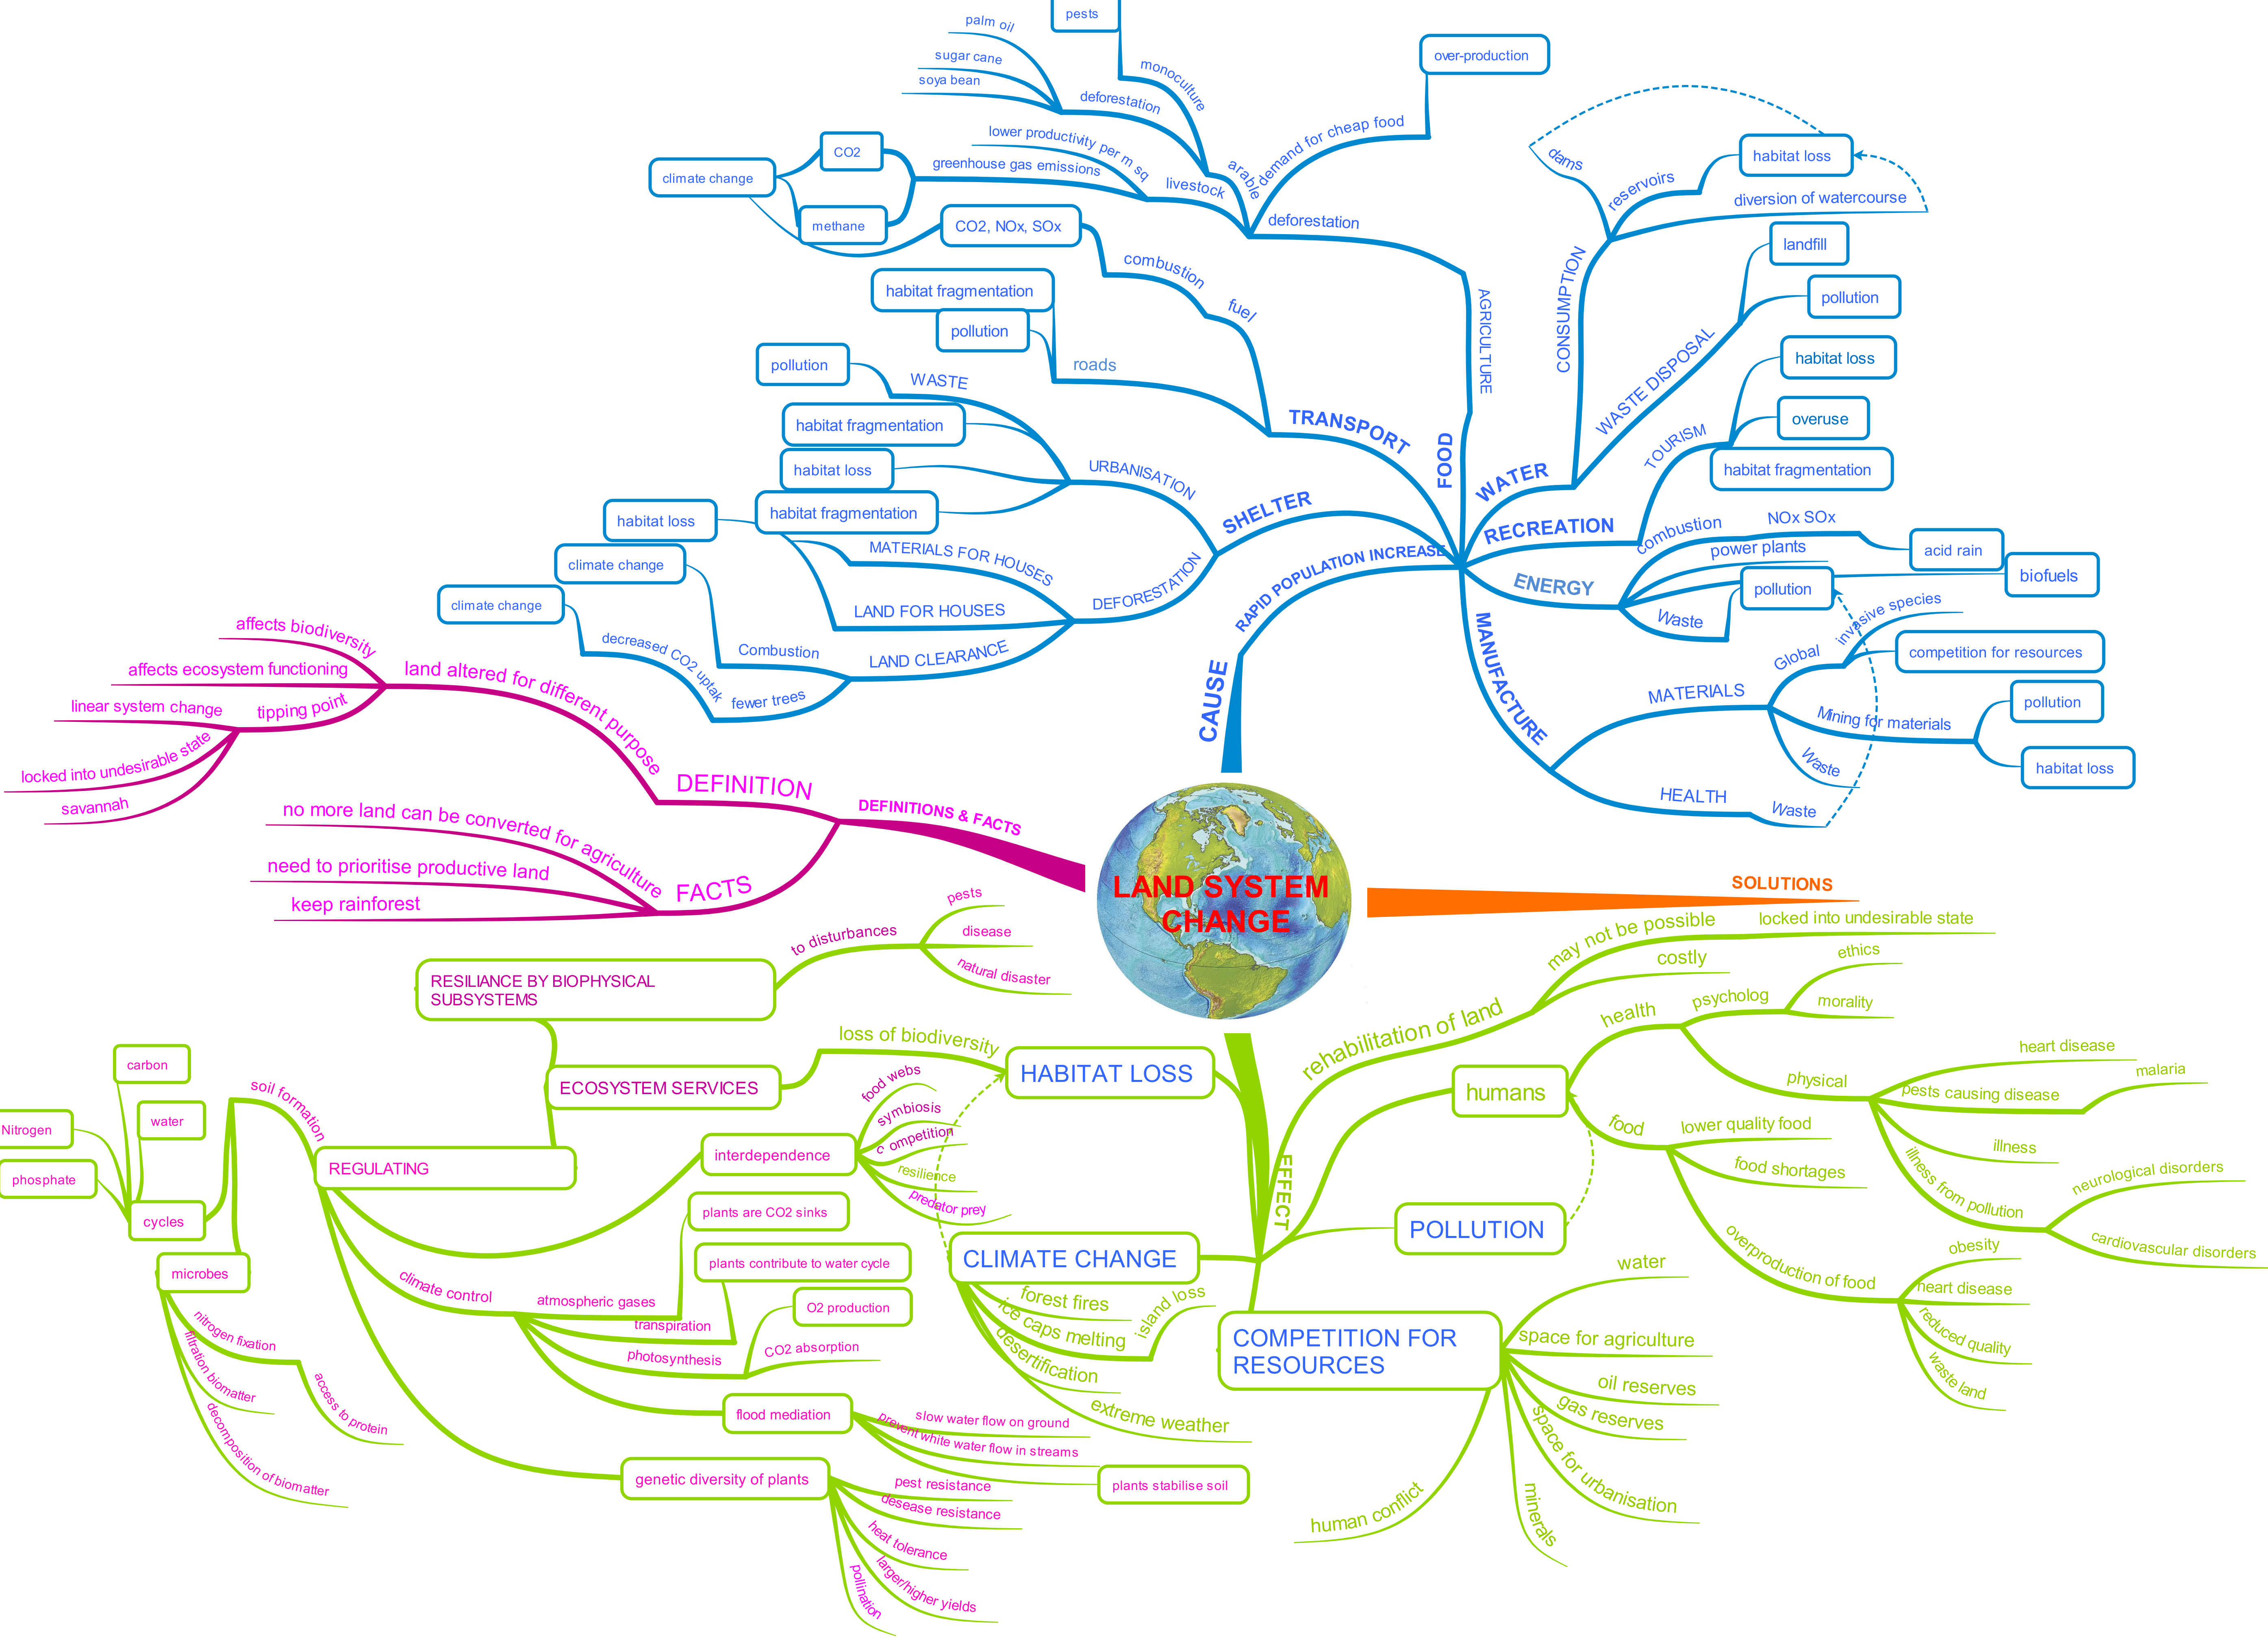 LAND SYSTEM
CHANGE
CAUSE
RAPID POPULATION INCREASE
FOOD
AGRICULTURE
deforestation
demand for cheap food
over-production
arable
monoculture
pests
deforestation
palm oil
sugar cane
soya bean
livestock
lower productivity per m sq
greenhouse gas emissions
CO2
methane
climate change
TRANSPORT
fuel
combustion
CO2, NOx, SOx
roads
habitat fragmentation
pollution
SHELTER
URBANISATION
WASTE
pollution
habitat fragmentation
habitat loss
habitat fragmentation
DEFORESTATION
MATERIALS FOR HOUSES
LAND FOR HOUSES
habitat loss
LAND CLEARANCE
Combustion
climate change
fewer trees
decreased CO2 uptak
climate change
WATER
CONSUMPTION
dams
reservoirs
habitat loss
diversion of watercourse
WASTE DISPOSAL
landfill
pollution
RECREATION
TOURISM
habitat loss
overuse
habitat fragmentation
ENERGY
combustion
NOx SOx
acid rain
power plants
biofuels
Waste
pollution
MANUFACTURE
MATERIALS
Global
invasive species
competition for resources
Mining for materials
pollution
habitat loss
Waste
HEALTH
Waste
DEFINITIONS & FACTS
DEFINITION
land altered for different purpose
affects biodiversity
affects ecosystem functioning
tipping point
linear system change
locked into undesirable state
savannah
FACTS
no more land can be converted for agriculture
need to prioritise productive land
keep rainforest
SOLUTIONS
EFFECT
rehabilitation of land
may not be possible
locked into undesirable state
costly
humans
health
psycholog
ethics
morality
physical
heart disease
pests causing disease
malaria
illness
illness from pollution
neurological disorders
cardiovascular disorders
food
lower quality food
food shortages
overproduction of food
obesity
heart disease
reduced quality
waste land
POLLUTION
COMPETITION FOR
RESOURCES
water
space for agriculture
oil reserves
gas reserves
space for urbanisation
minerals
human conflict
CLIMATE CHANGE
forest fires
ice caps melting
island loss
desertification
extreme weather
HABITAT LOSS
loss of biodiversity
ECOSYSTEM SERVICES
RESILIANCE BY BIOPHYSICAL
SUBSYSTEMS
to disturbances
pests
disease
natural disaster
REGULATING
soil formation
cycles
carbon
water
Nitrogen
phosphate
microbes
nitrogen fixation
access to protein
filtration biomatter
decomposition of biomatter
interdependence
food webs
symbiosis
c ompetition
resilience
predator prey
climate control
atmospheric gases
plants are CO2 sinks
transpiration
plants contribute to water cycle
photosynthesis
O2 production
CO2 absorption
flood mediation
slow water flow on ground
prevent white water flow in streams
plants stabilise soil
genetic diversity of plants
pest resistance
desease resistance
heat tolerance
larger/higher yields
pollination